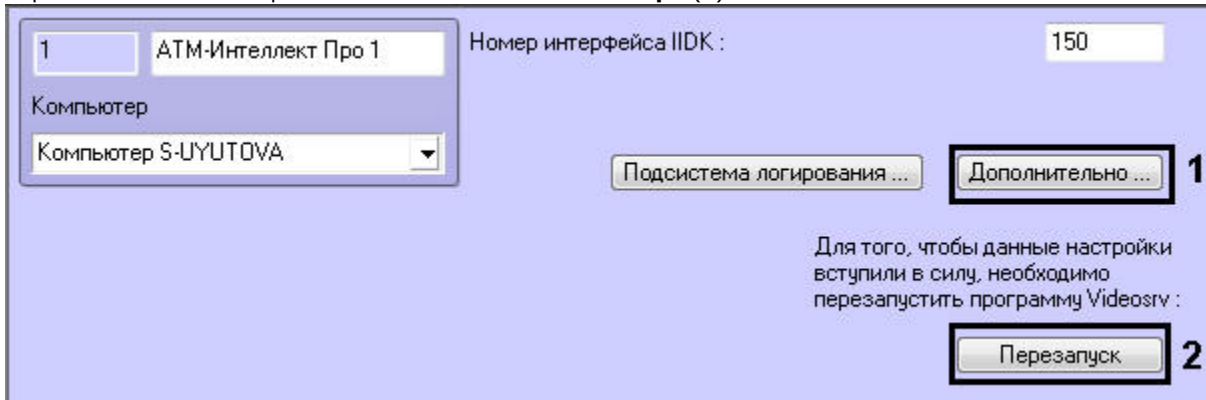 1
АТМ-Интеллект Про 1
Номер интерфейса IIDK :
150
Компьютер
Компьютер S-UYUTOVA
Подсистема логирования ...
Дополнительно ...
1
Для того, чтобы данные настройки
вступили в силу, необходимо
перезапустить программу Videosrv :
Перезапуск
2